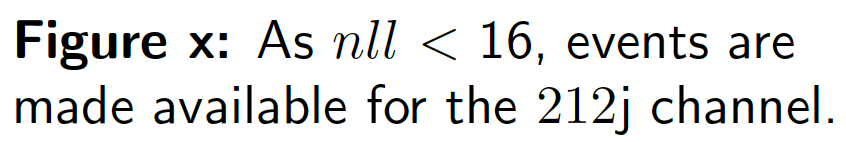 Figure x: As nll < 16, events are
made available for the 212j channel.